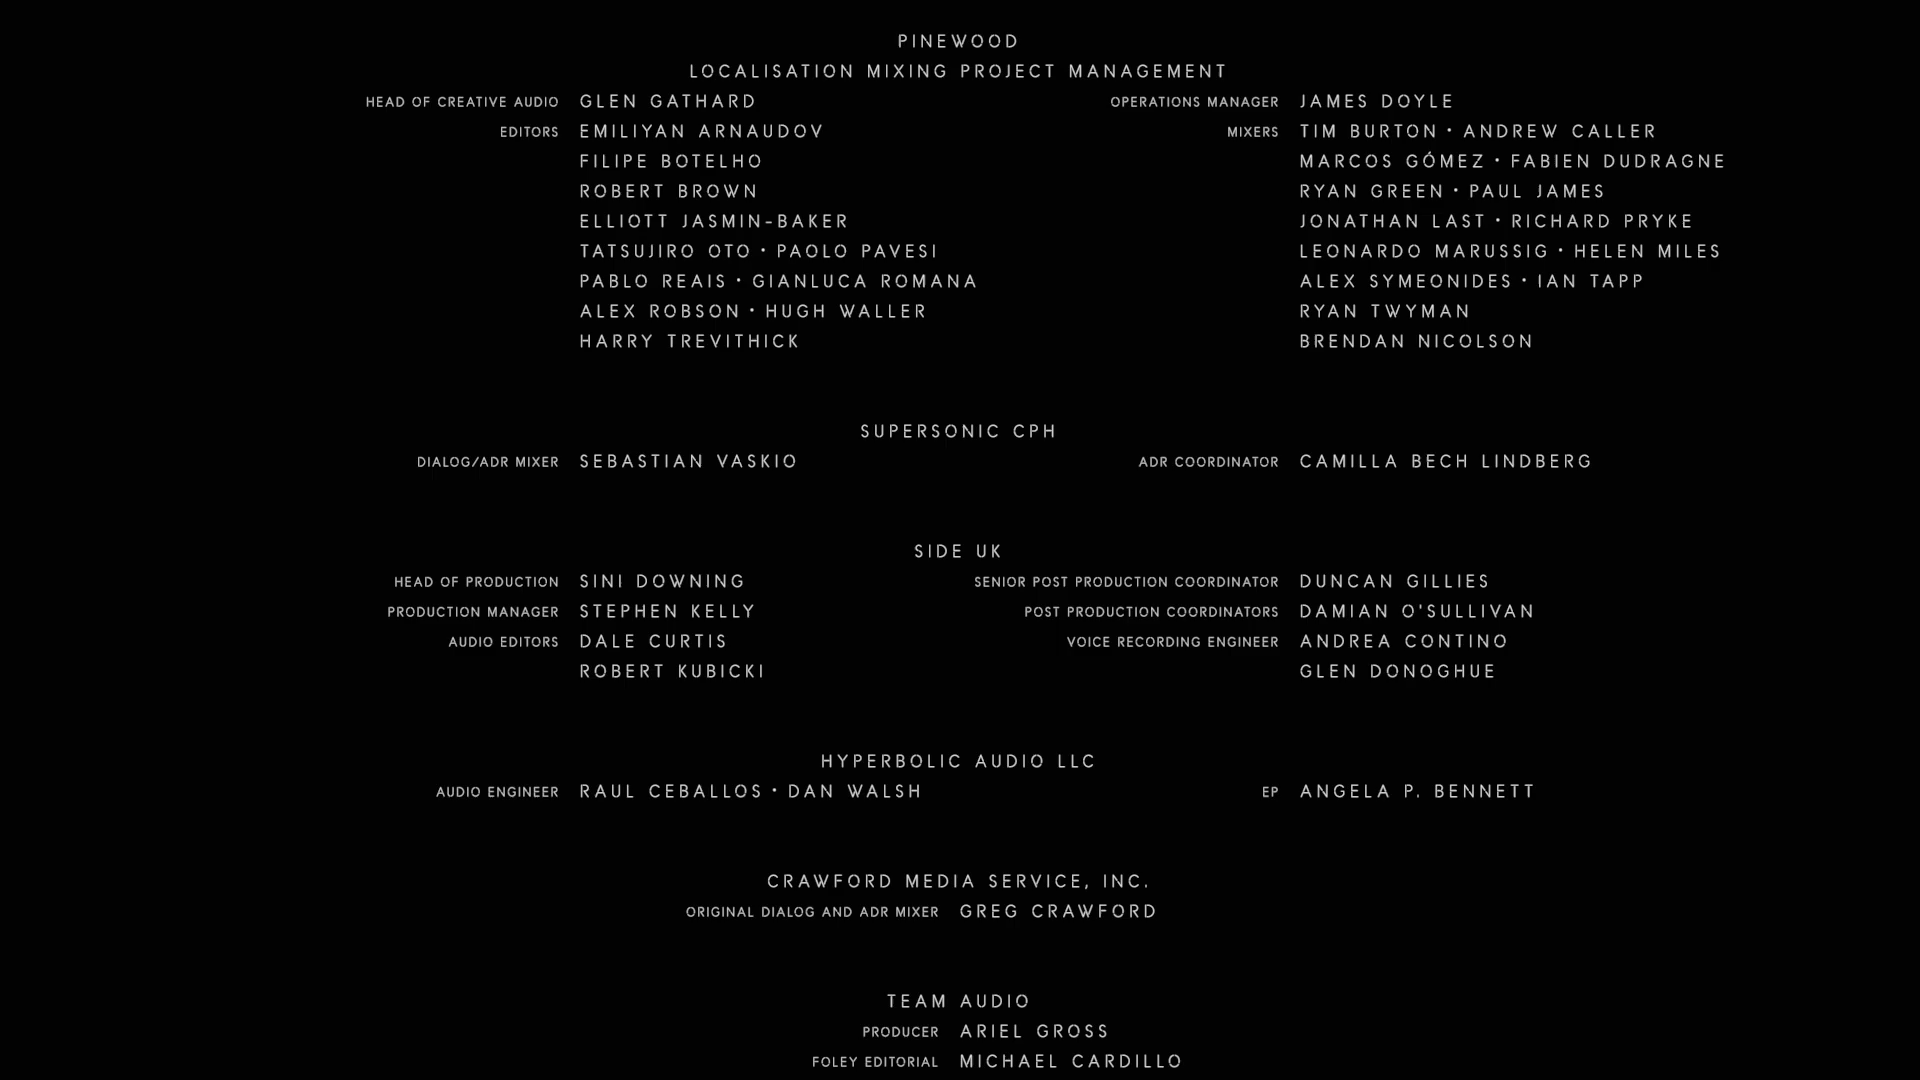 PINEWOOD
LOCALISATION MIXING PROJECT MANAGEMENT
HEAD OF CREATIVE AUDIO GLEN GATHARD
EDITORS EMILIYAN ARNAUDOV
FILIPE BOTELHO
ROBERT BROWN
ELLIOTT JASMIN-BAKER
TATSUJIRO OTO • PAOLO PAVESI
PABLO REAIS • GIANLUCA ROMANA
ALEX ROBSON • HUGH WALLER
HARRY TREVITHICK
OPERATIONS MANAGER JAMES DOYLE
MIXERS TIM BURTON • ANDREW CALLER
MARCOS GÓMEZ • FABIEN DUDRAGNE
RYAN GREEN • PAUL JAMES
JONATHAN LAST • RICHARD PRYKE
LEONARDO MARUSSIG • HELEN MILES
ALEX SYMEONIDES • IAN TAPP
RYAN TWYMAN
BRENDAN NICOLSON
SUPERSONIC CPH
DIALOG/ADR MIXER SEBASTIAN VASKIO
ADR COORDINATOR CAMILLA BECH LINDBERG
SIDE UK
HEAD OF PRODUCTION SINI DOWNING
PRODUCTION MANAGER STEPHEN KELLY
AUDIO EDITORS DALE CURTIS
ROBERT KUBICKI
SENIOR POST PRODUCTION COORDINATOR DUNCAN GILLIES
POST PRODUCTION COORDINATORS DAMIAN O'SULLIVAN
VOICE RECORDING ENGINEER ANDREA CONTINO
GLEN DONOGHUE
HYPERBOLIC AUDIO LLC
AUDIO ENGINEER RAUL CEBALLOS • DAN WALSH
EP ANGELA P. BENNETT
CRAWFORD MEDIA SERVICE, INC.
ORIGINAL DIALOG AND ADR MIXER GREG CRAWFORD
TEAM AUDIO
PRODUCER ARIEL GROSS
FOLEY EDITORIAL MICHAEL CARDILLO